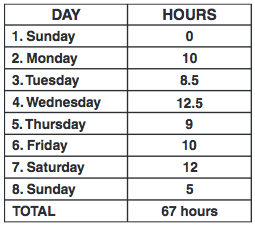 DAY HOURS
1. Sunday 0
2. Monday 10
3. Tuesday 8.5
4. Wednesday 12.5
5. Thursday 9
6. Friday 10
7. Saturday 12
8. Sunday 5
TOTAL 67 hours